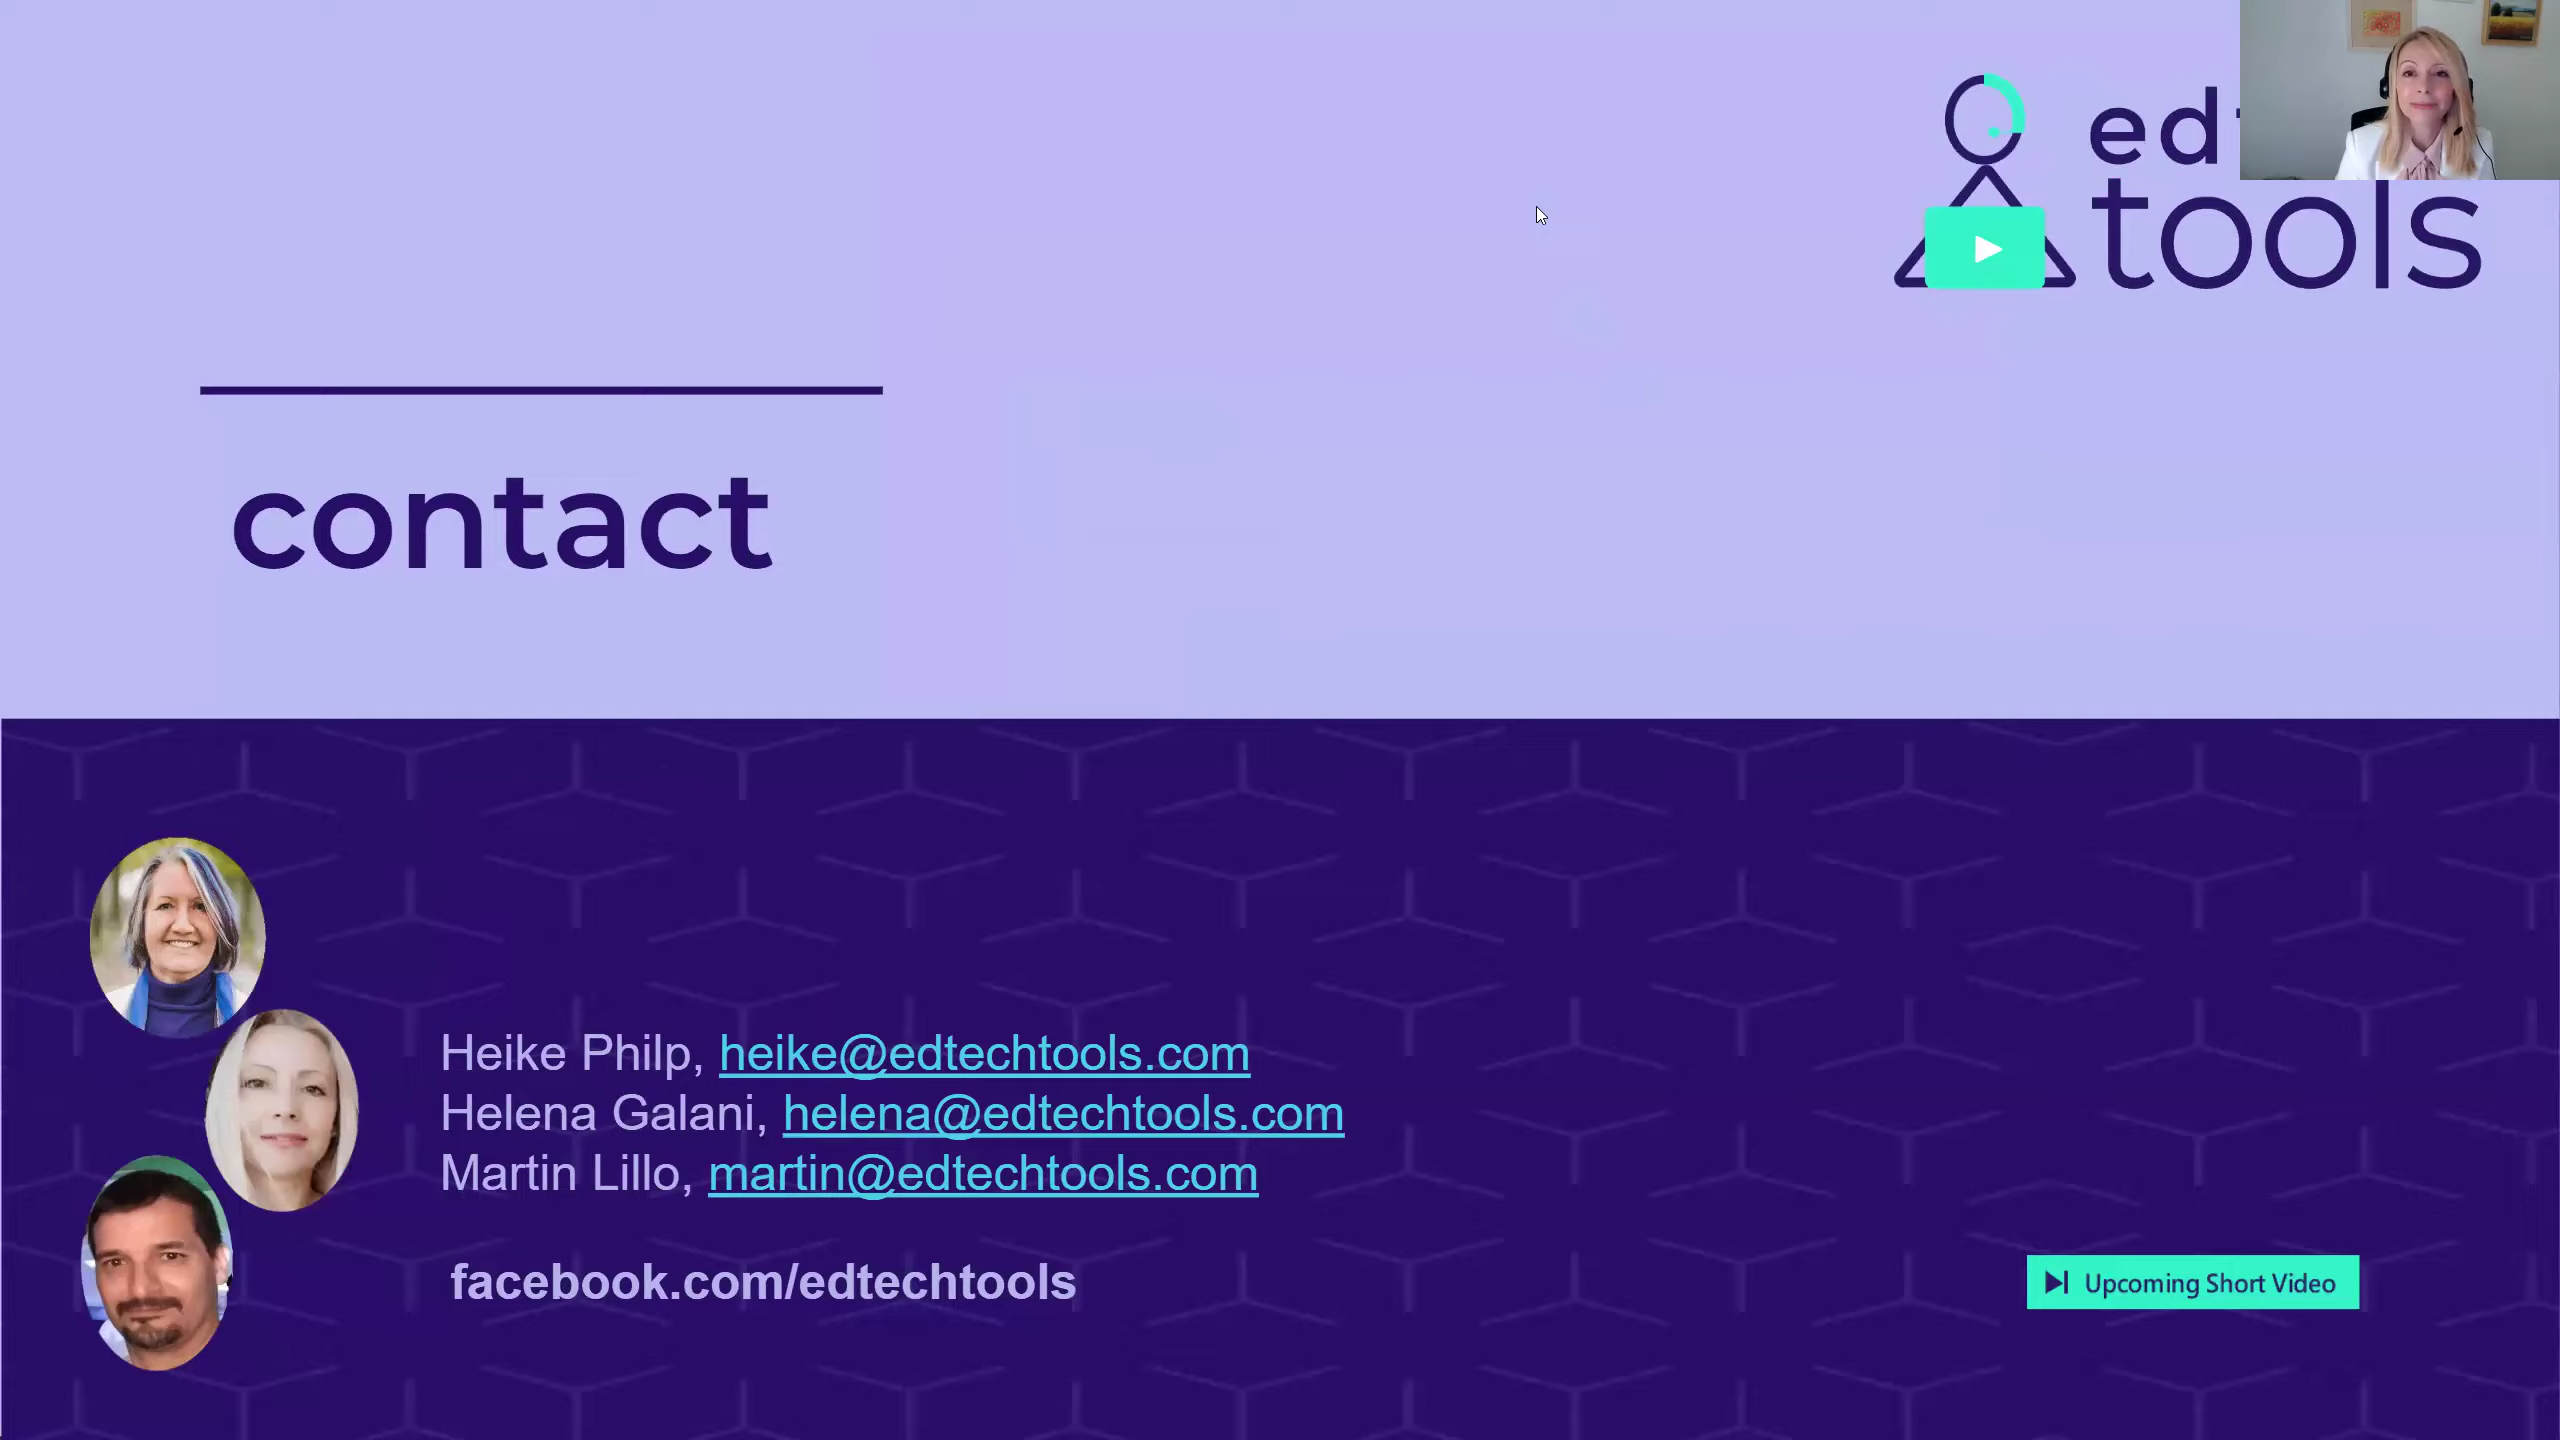 tools
contact
Heike Philp, heike@edtechtools.com
Helena Galani, helena@edtechtools.com
Martin Lillo, martin@edtechtools.com
facebook.com/edtechtools
Upcoming Short Video